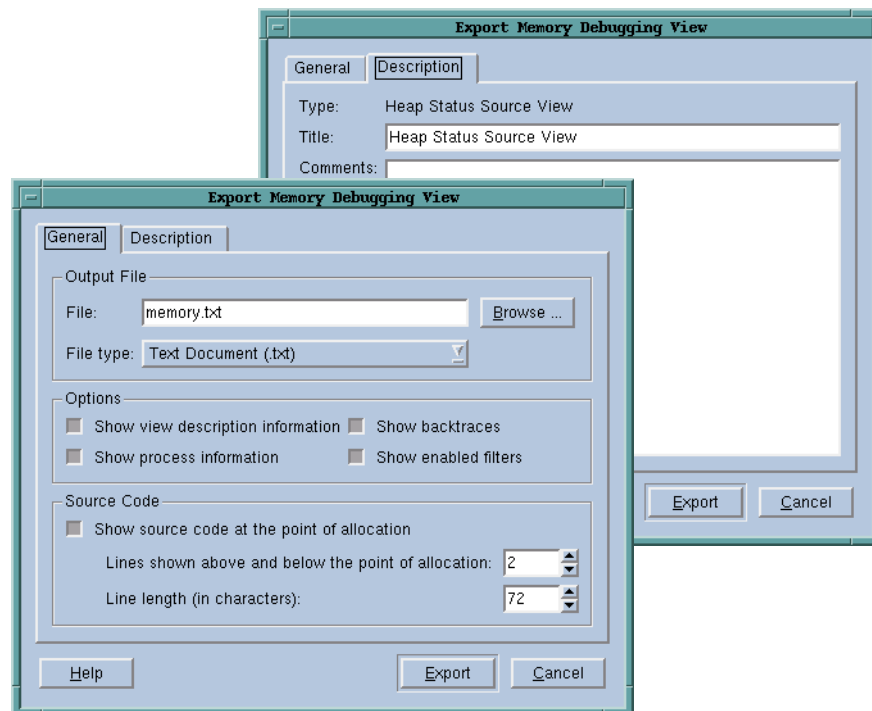 Export Memory Debugging View
General Description
Type: Heap Status Source View
Title: Heap Status Source View
Comments:
Export Cancel
Export Memory Debugging View
General Description
Output File
File: memory.txt Browse ...
File type: Text Document (.txt)
Options
Show view description information Show backtraces
Show process information Show enabled filters
Source Code
Show source code at the point of allocation
Lines shown above and below the point of allocation: 2
Line length (in characters): 72
Help Export Cancel